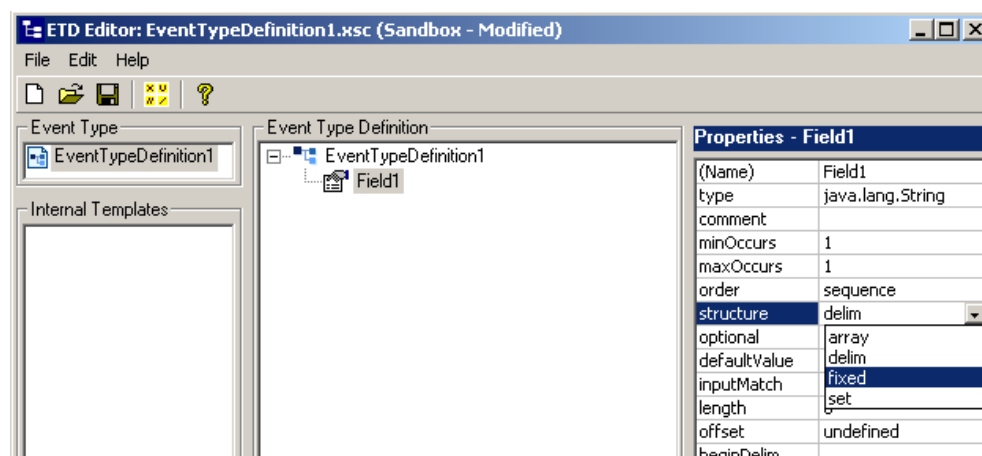 ETD Editor: EventTypeDefinition1.xsc (Sandbox - Modified)
File Edit Help
Event Type
EventTypeDefinition1
Internal Templates
Event Type Definition
EventTypeDefinition1
Field1
Properties - Field1
(Name) Field1
type java.lang.String
comment
minOccurs 1
maxOccurs 1
order sequence
structure delim
optional array
defaultValue delim
inputMatch fixed
length set
offset undefined
beginDelim